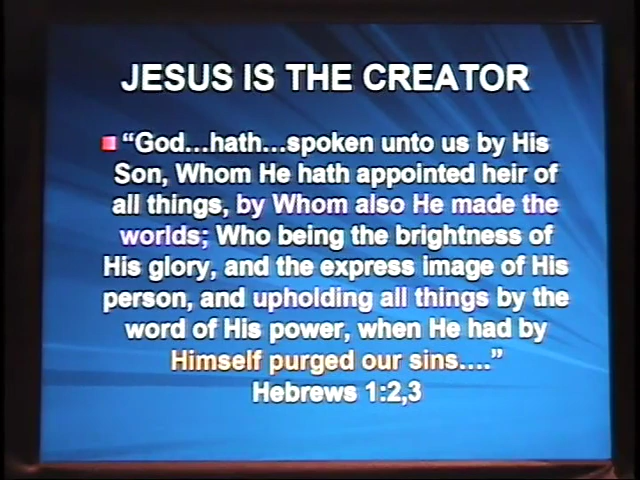 JESUS IS THE CREATOR
“God...hath...spoken unto us by His
Son, Whom He hath appointed heir of
all things, by Whom also He made the
worlds; Who being the brightness of
His glory, and the express image of His
person, and upholding all things by the
word of His power, when He had by
Himself purged our sins....”
Hebrews 1:2,3